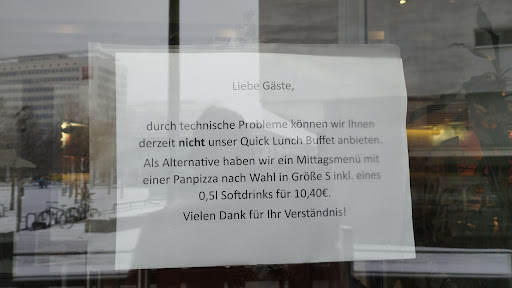 Liebe Gäste,
durch technische Probleme können wir Ihnen
derzeit nicht unser Quick Lunch Buffet anbieten.
Als Alternative haben wir ein Mittagsmenü mit
einer Panpizza nach Wahl in Größe S inkl. eines
0,5l Softdrinks für 10,40€.
Vielen Dank für Ihr Verständnis!